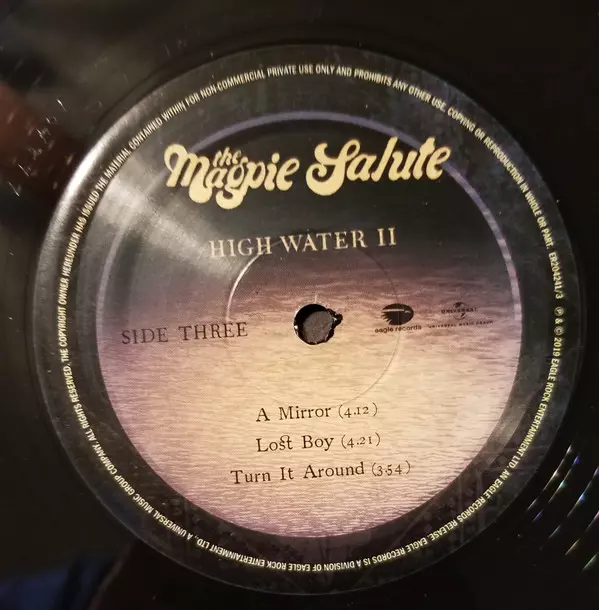 the
Magpie Salute
HIGH WATER II
SIDE THREE
eagle records
UNIVERSAL
UNIVERSAL MUSIC GROUP
A Mirror (4.12)
Lost Boy (4.21)
Turn It Around (3.54)
℗ & © 2019 EAGLE ROCK ENTERTAINMENT LTD. AN EAGLE RECORDS RELEASE. EAGLE RECORDS IS A DIVISION OF EAGLE ROCK ENTERTAINMENT LTD., A UNIVERSAL MUSIC GROUP COMPANY. ALL RIGHTS RESERVED. THE COPYRIGHT OWNER HEREUNDER HAS ISSUED THE MATERIAL CONTAINED WITHIN FOR NON-COMMERCIAL PRIVATE USE ONLY AND PROHIBITS ANY OTHER USE, COPYING OR REPRODUCTION IN WHOLE OR PART. ER204241/3